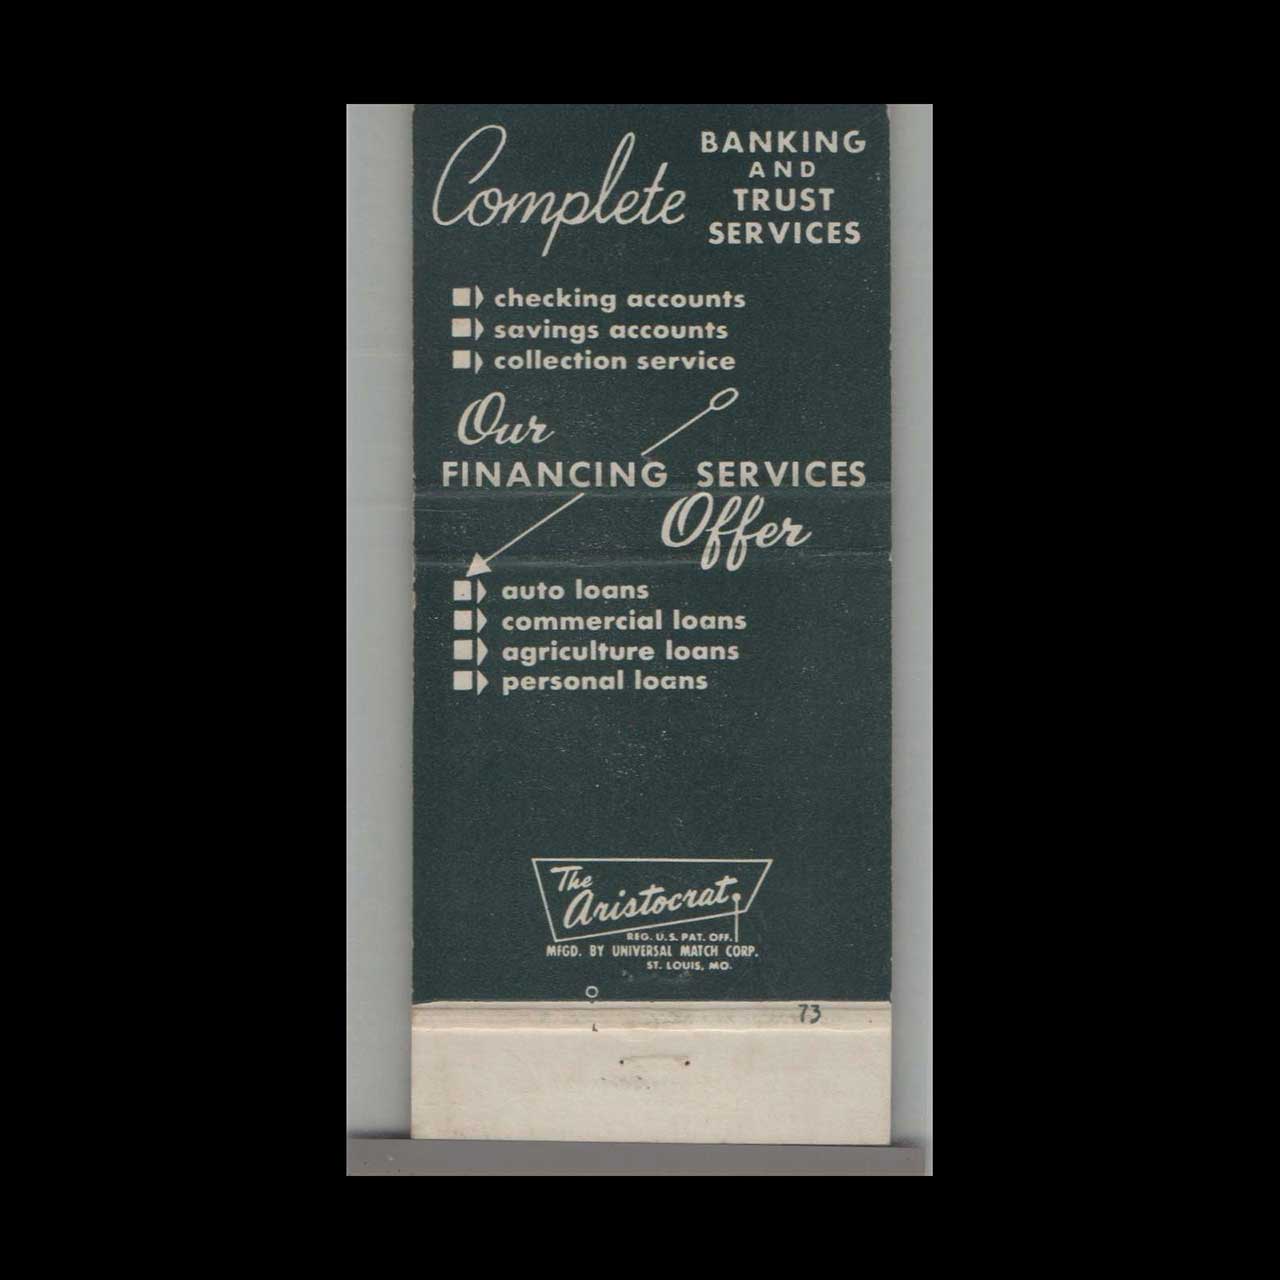 Complete BANKING
AND
TRUST
SERVICES
checking accounts
savings accounts
collection service
Our
FINANCING SERVICES
Offer
auto loans
commercial loans
agriculture loans
personal loans
The
Aristocrat
REG. U.S. PAT. OFF.
MFGD. BY UNIVERSAL MATCH CORP.
ST. LOUIS, MO.
73